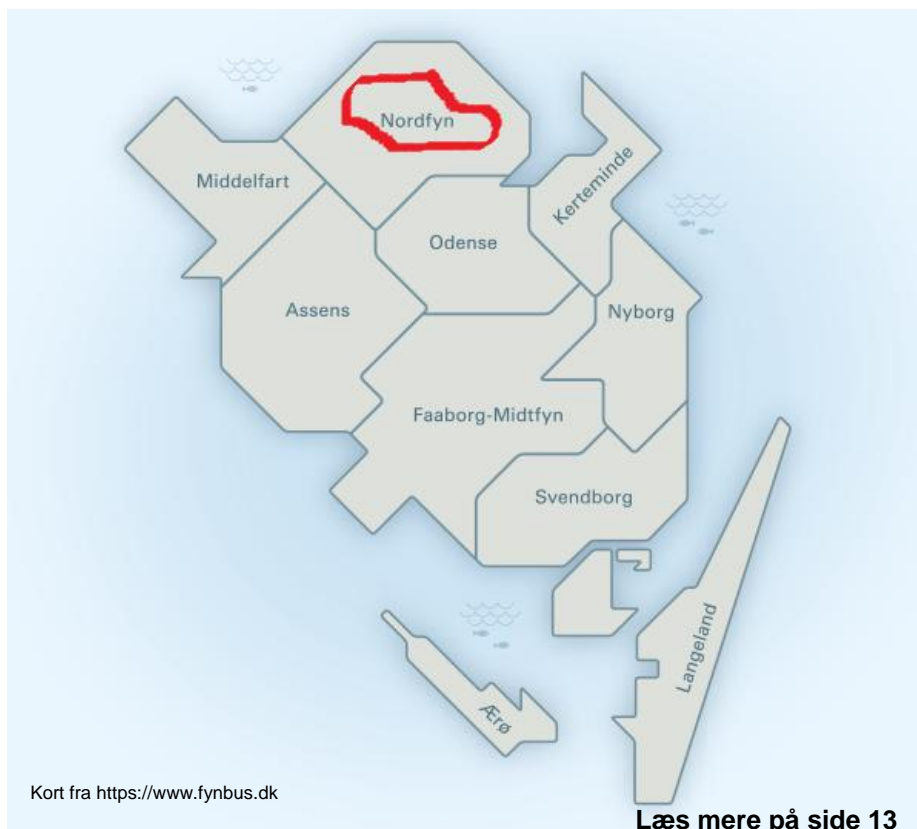 Nordfyn
Middelfart
Kerteminde
Odense
Assens
Nyborg
Faaborg-Midtfyn
Svendborg
Langeland
Ærø
Kort fra https://www.fynbus.dk
Læs mere på side 13